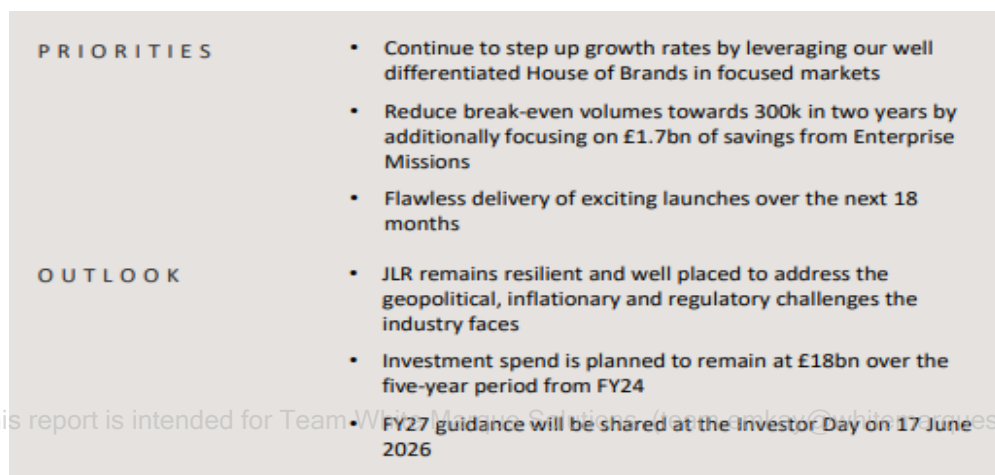 PRIORITIES
• Continue to step up growth rates by leveraging our well
differentiated House of Brands in focused markets
• Reduce break-even volumes towards 300k in two years by
additionally focusing on £1.7bn of savings from Enterprise
Missions
• Flawless delivery of exciting launches over the next 18
months
OUTLOOK
• JLR remains resilient and well placed to address the
geopolitical, inflationary and regulatory challenges the
industry faces
• Investment spend is planned to remain at £18bn over the
five-year period from FY24
is report is intended for Team White Marque Solutions
• FY27 guidance will be shared at the Investor Day on 17 June
2026